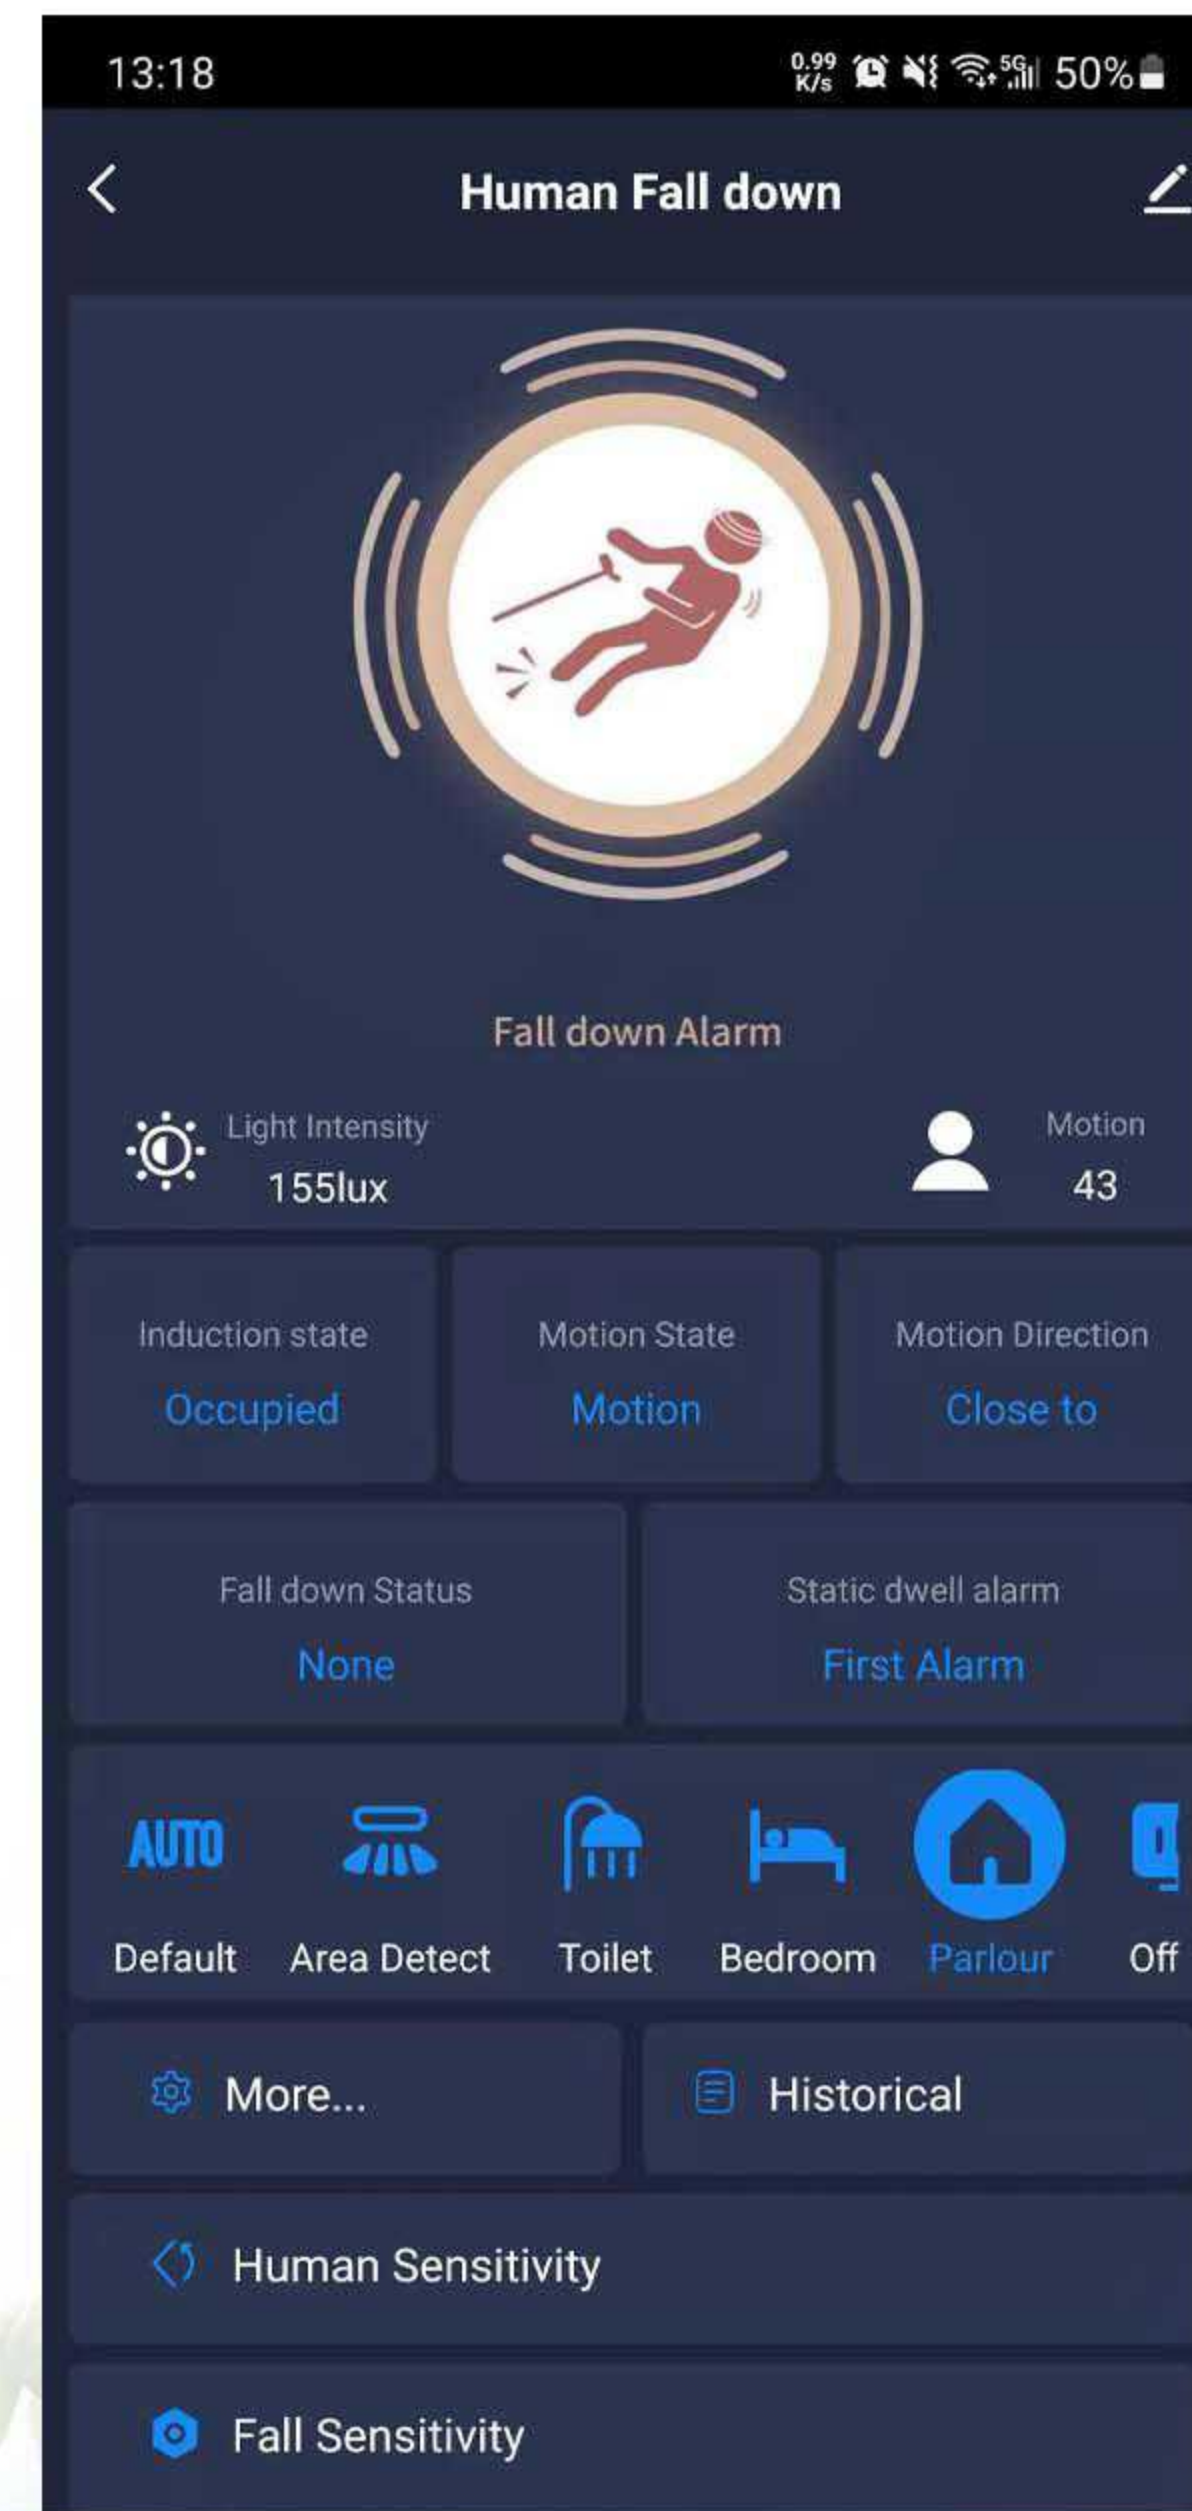 13:18
0.99 K/s 5G 50%
Human Fall down
Fall down Alarm
Light Intensity
155lux
Motion
43
Induction state
Occupied
Motion State
Motion
Motion Direction
Close to
Fall down Status
None
Static dwell alarm
First Alarm
AUTO
Default Area Detect Toilet Bedroom Parlour Off
More... Historical
Human Sensitivity
Fall Sensitivity